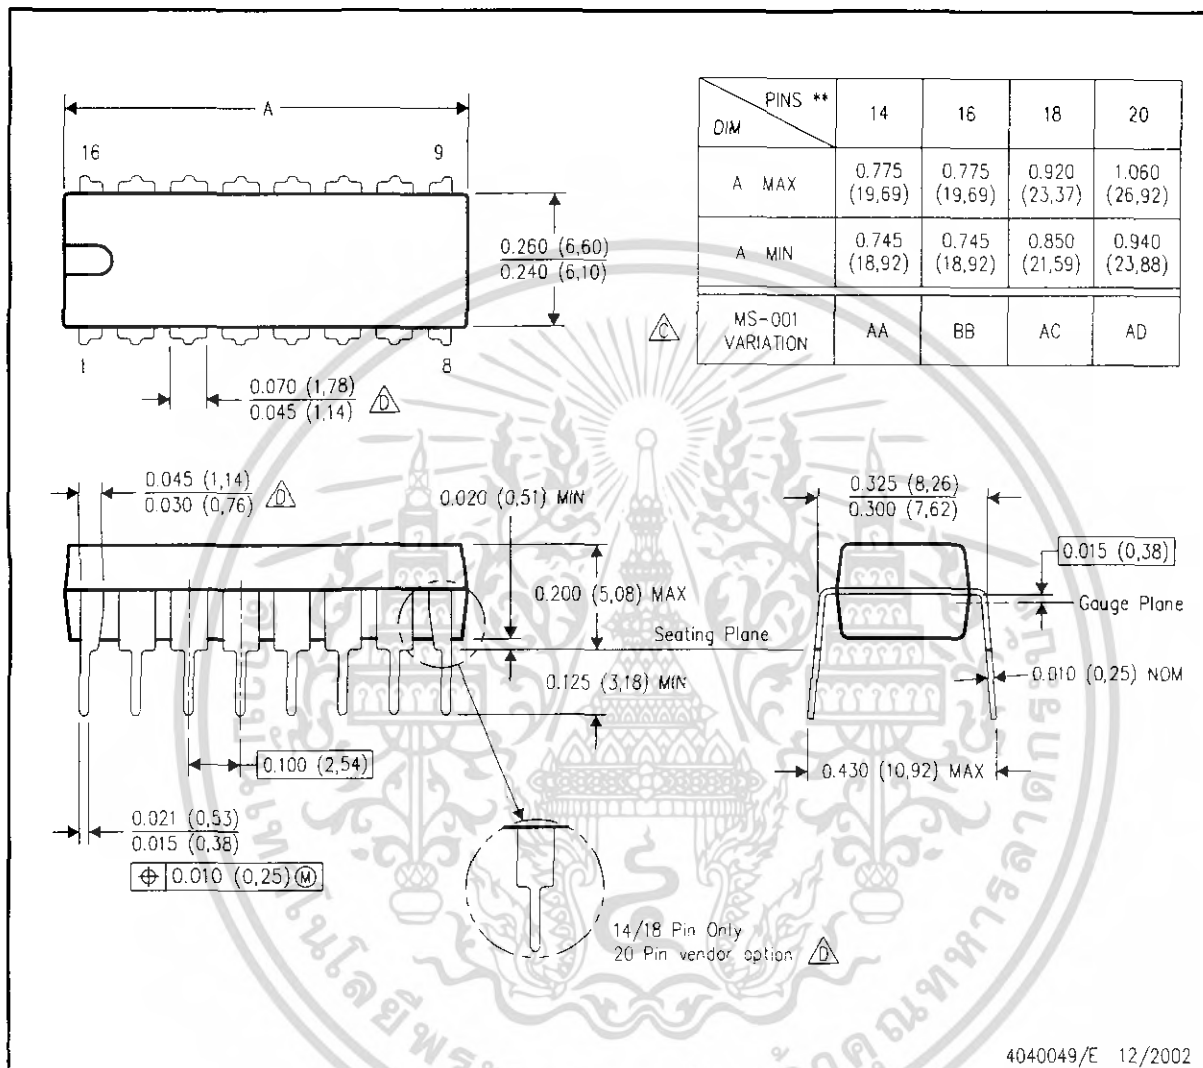 A
16 9
1 8
0.260 (6,60)
0.240 (6,10)
0.070 (1,78)
0.045 (1,14) D
PINS ** 14 16 18 20
DIM
A MAX 0.775 (19,69) 0.775 (19,69) 0.920 (23,37) 1.060 (26,92)
A MIN 0.745 (18,92) 0.745 (18,92) 0.850 (21,59) 0.940 (23,88)
C MS-001 VARIATION AA BB AC AD
0.045 (1,14)
0.030 (0,76) D
0.020 (0,51) MIN
0.200 (5,08) MAX
Seating Plane
0.125 (3,18) MIN
0.100 (2,54)
0.021 (0,53)
0.015 (0,38)
⌖ 0.010 (0,25) Ⓜ
0.325 (8,26)
0.300 (7,62)
0.015 (0,38)
Gauge Plane
0.010 (0,25) NOM
0.430 (10,92) MAX
14/18 Pin Only
20 Pin vendor option D
4040049/E 12/2002